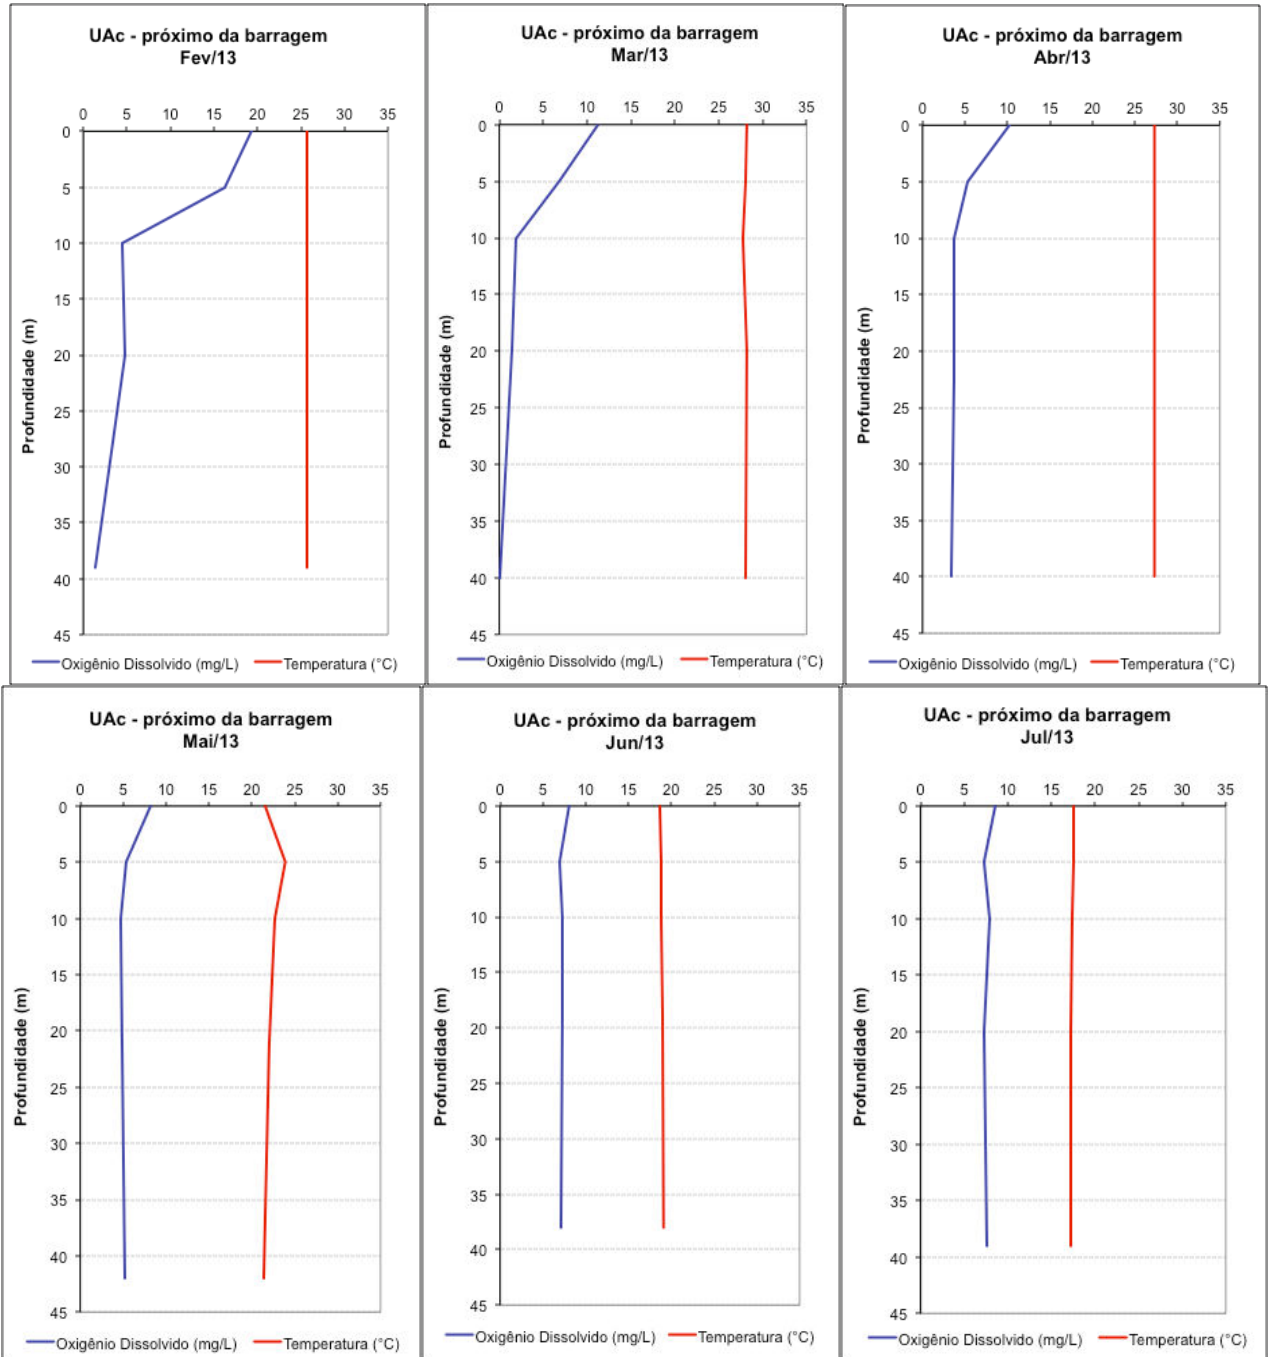 UAc - próximo da barragem
Fev/13
0 5 10 15 20 25 30 35
0
5
10
15
20
25
30
35
40
45
Profundidade (m)
Oxigênio Dissolvido (mg/L) Temperatura (°C)
UAc - próximo da barragem
Mar/13
0 5 10 15 20 25 30 35
0
5
10
15
20
25
30
35
40
45
Profundidade (m)
Oxigênio Dissolvido (mg/L) Temperatura (°C)
UAc - próximo da barragem
Abr/13
0 5 10 15 20 25 30 35
0
5
10
15
20
25
30
35
40
45
Profundidade (m)
Oxigênio Dissolvido (mg/L) Temperatura (°C)
UAc - próximo da barragem
Mai/13
0 5 10 15 20 25 30 35
0
5
10
15
20
25
30
35
40
45
Profundidade (m)
Oxigênio Dissolvido (mg/L) Temperatura (°C)
UAc - próximo da barragem
Jun/13
0 5 10 15 20 25 30 35
0
5
10
15
20
25
30
35
40
45
Profundidade (m)
Oxigênio Dissolvido (mg/L) Temperatura (°C)
UAc - próximo da barragem
Jul/13
0 5 10 15 20 25 30 35
0
5
10
15
20
25
30
35
40
45
Profundidade (m)
Oxigênio Dissolvido (mg/L) Temperatura (°C)